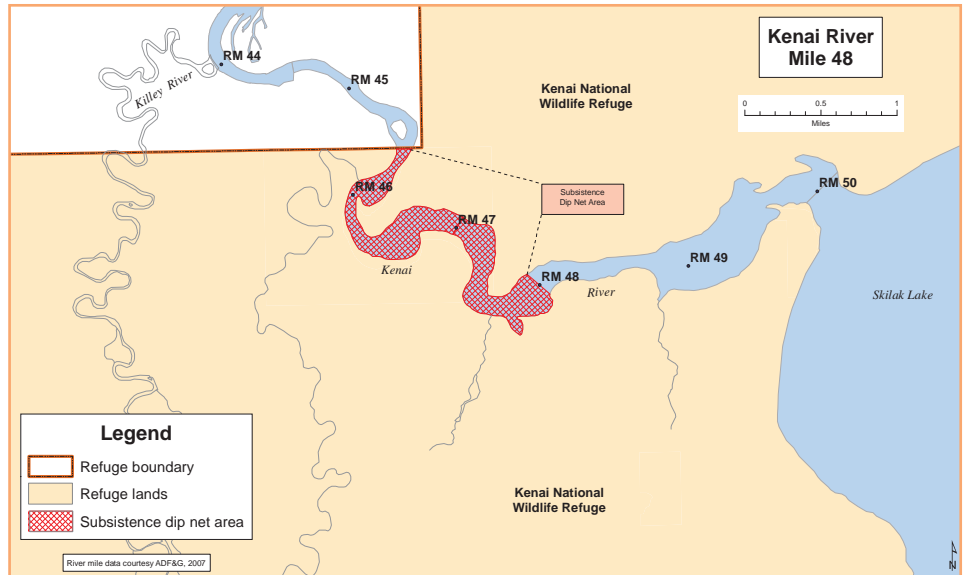 Kenai River
Mile 48
0
0.5
1
Miles
RM 44
RM 45
Killey River
Kenai National
Wildlife Refuge
RM 46
Subsistence
Dip Net Area
RM 50
RM 47
Kenai
RM 48
RM 49
River
Skilak Lake
Legend
Refuge boundary
Refuge lands
Subsistence dip net area
Kenai National
Wildlife Refuge
River mile data courtesy ADF&G, 2007
N